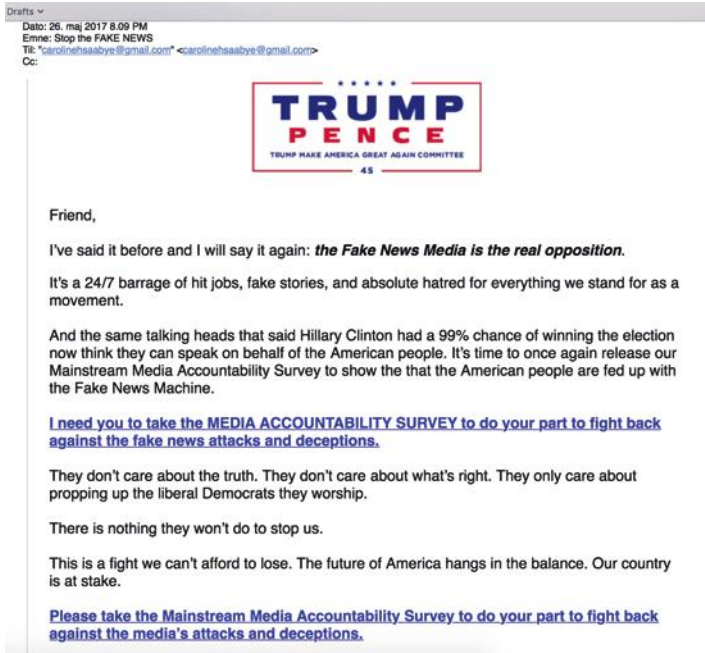 Drafts
Dato: 26. maj 2017 8.09 PM
Emne: Stop the FAKE NEWS
Til: "carolinehsaabye@gmail.com" <carolinehsaabye@gmail.com>
Cc:
TRUMP
PENCE
TRUMP MAKE AMERICA GREAT AGAIN COMMITTEE
45
Friend,
I've said it before and I will say it again: the Fake News Media is the real opposition.
It's a 24/7 barrage of hit jobs, fake stories, and absolute hatred for everything we stand for as a
movement.
And the same talking heads that said Hillary Clinton had a 99% chance of winning the election
now think they can speak on behalf of the American people. It's time to once again release our
Mainstream Media Accountability Survey to show the that the American people are fed up with
the Fake News Machine.
I need you to take the MEDIA ACCOUNTABILITY SURVEY to do your part to fight back
against the fake news attacks and deceptions.
They don't care about the truth. They don't care about what's right. They only care about
propping up the liberal Democrats they worship.
There is nothing they won't do to stop us.
This is a fight we can't afford to lose. The future of America hangs in the balance. Our country
is at stake.
Please take the Mainstream Media Accountability Survey to do your part to fight back
against the media's attacks and deceptions.